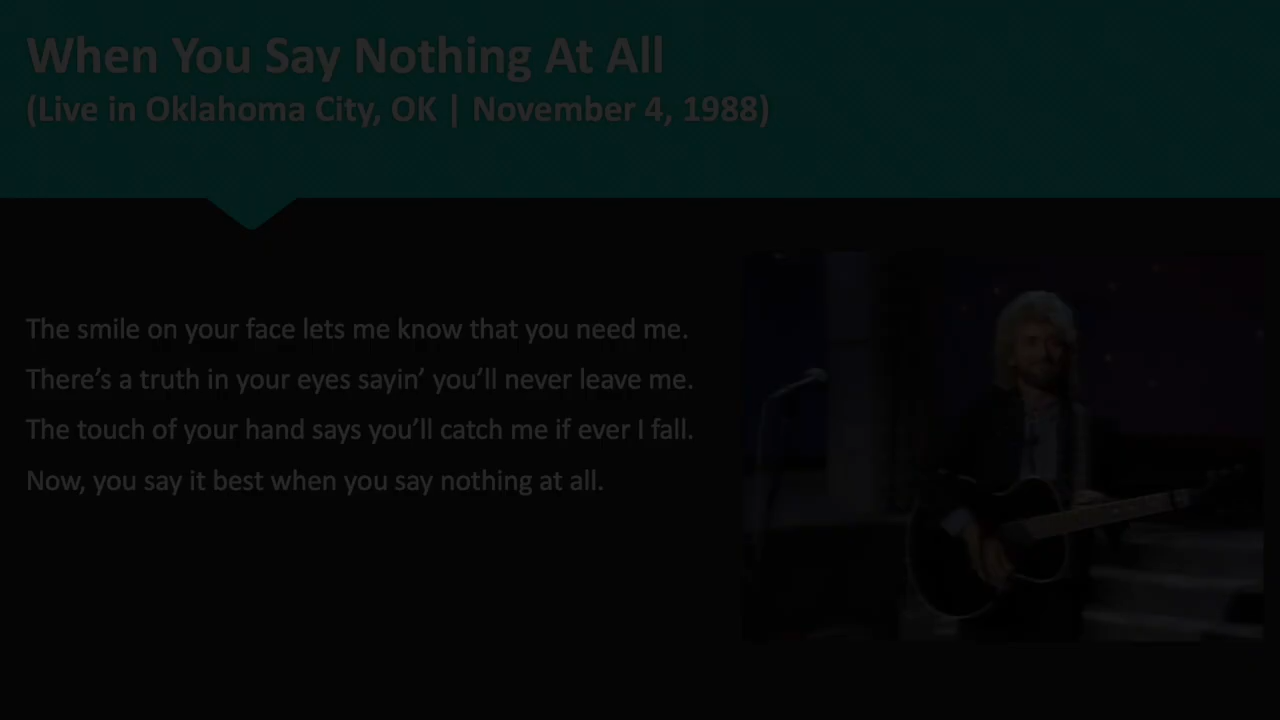 When You Say Nothing At All
(Live in Oklahoma City, OK | November 4, 1988)
The smile on your face lets me know that you need me.
There’s a truth in your eyes sayin’ you’ll never leave me.
The touch of your hand says you’ll catch me if ever I fall.
Now, you say it best when you say nothing at all.